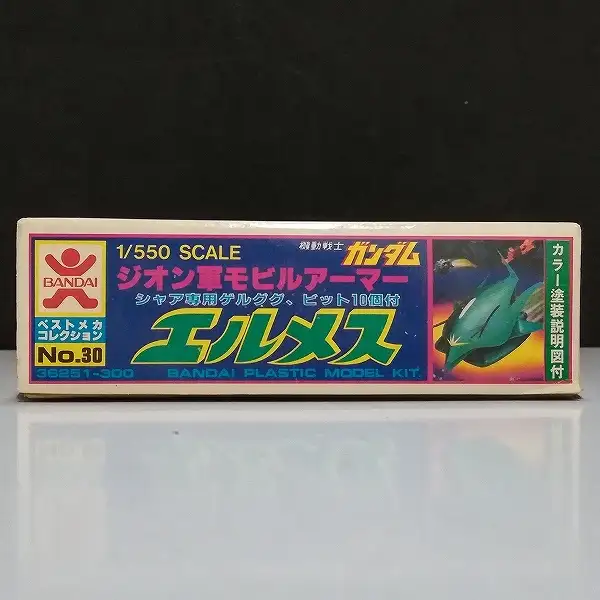 BANDAI
ベストメカ
コレクション
No.30
36251-300
1/550 SCALE
機動戦士 ガンダム
ジオン軍モビルアーマー
シャア専用ゲルググ、ビット10個付
エルメス
BANDAI PLASTIC MODEL KIT.
カラー塗装説明図付